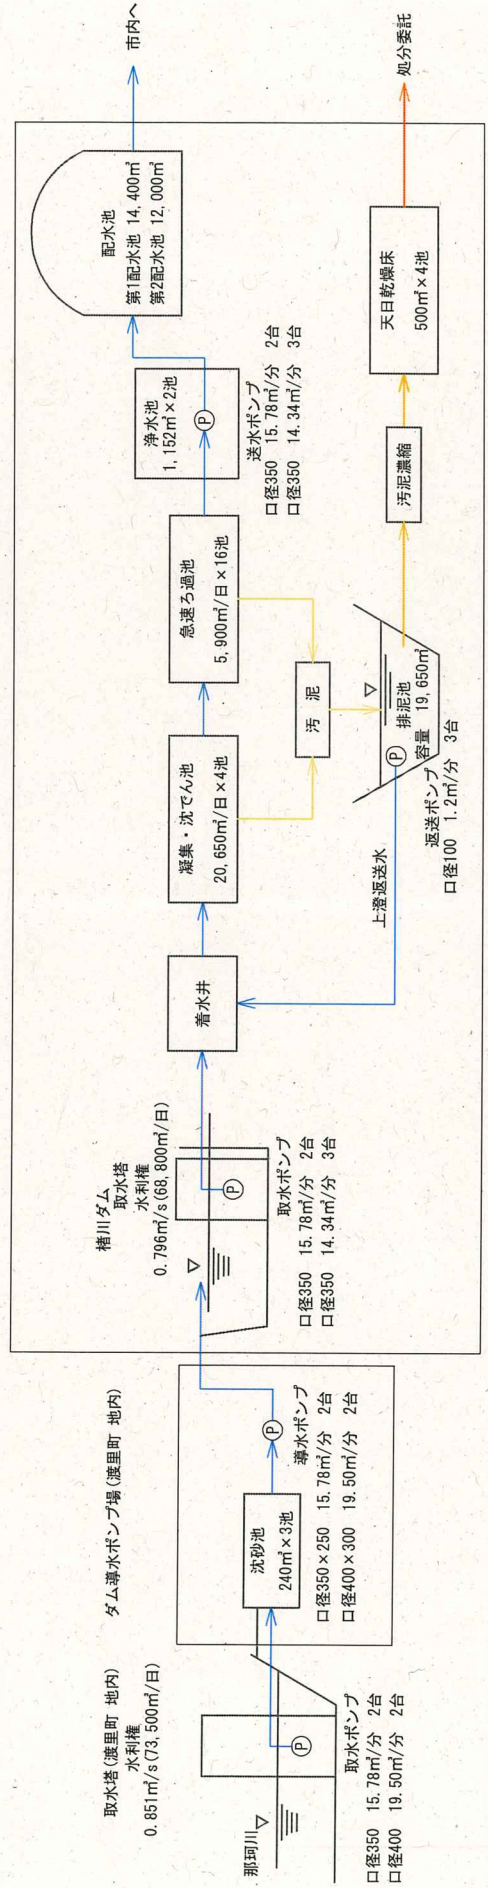 取水塔(渡里町 地内)
水利権
0.851㎥/s(73,500㎥/日)
那珂川
取水ポンプ
口径350 15.78㎥/分 2台
口径400 19.50㎥/分 2台
ダム導水ポンプ場(渡里町 地内)
沈砂池
240㎥×3池
P
P
導水ポンプ
口径350×250 15.78㎥/分 2台
口径400×300 19.50㎥/分 2台
楮川ダム
取水塔
水利権
0.796㎥/s(68,800㎥/日)
P
取水ポンプ
口径350 15.78㎥/分 2台
口径350 14.34㎥/分 3台
着水井
凝集・沈でん池
20,650㎥/日×4池
急速ろ過池
5,900㎥/日×16池
浄水池
1,152㎥×2池
P
送水ポンプ
口径350 15.78㎥/分 2台
口径350 14.34㎥/分 3台
配水池
第1配水池 14,400㎥
第2配水池 12,000㎥
市内へ
汚 泥
上澄返送水
P
排泥池
容量 19,650㎥
返送ポンプ
口径100 1.2㎥/分 3台
汚泥濃縮
天日乾燥床
500㎡×4池
処分委託